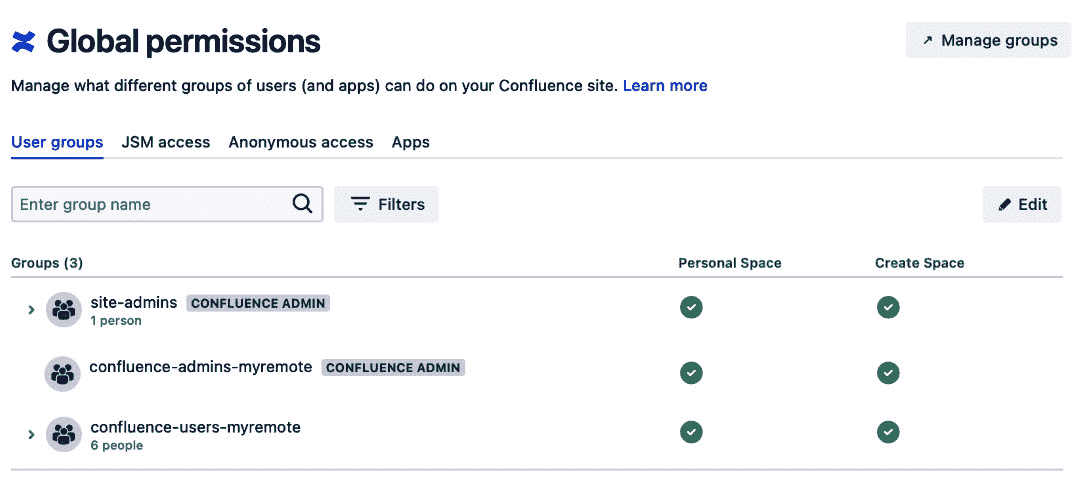 Global permissions
Manage groups
Manage what different groups of users (and apps) can do on your Confluence site. Learn more
User groups JSM access Anonymous access Apps
Enter group name Filters Edit
Groups (3) Personal Space Create Space
site-admins CONFLUENCE ADMIN
1 person
confluence-admins-myremote CONFLUENCE ADMIN
confluence-users-myremote
6 people